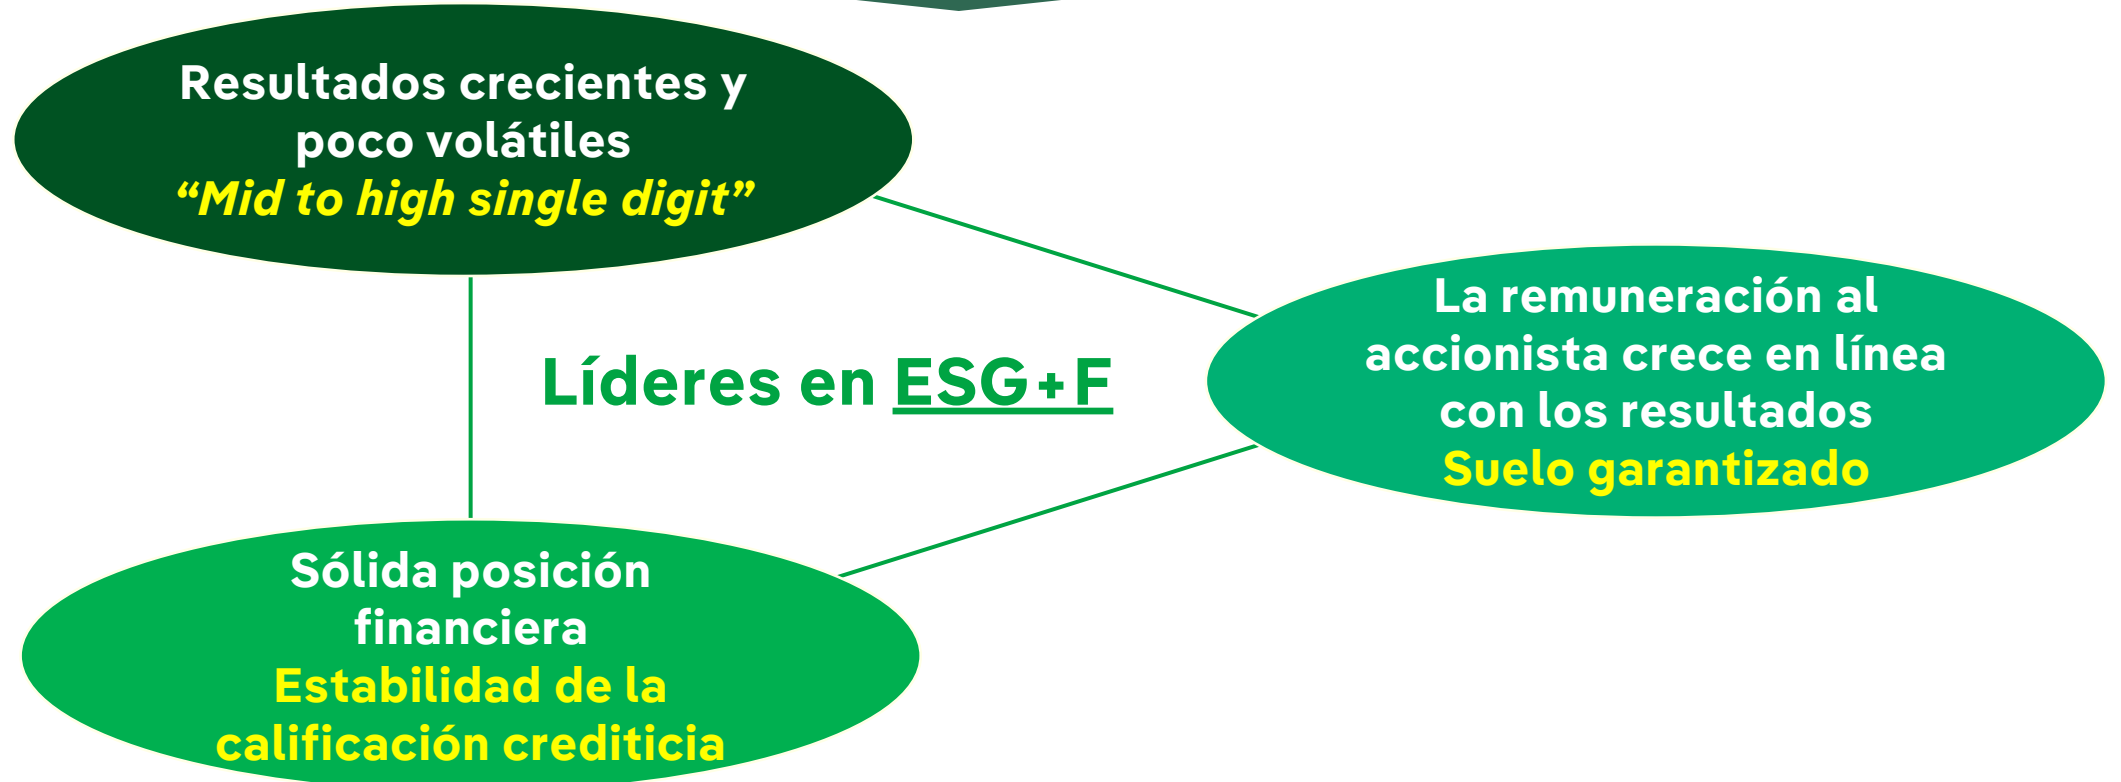 Resultados crecientes y
poco volátiles
“Mid to high single digit”
La remuneración al
accionista crece en línea
con los resultados
Suelo garantizado
Líderes en ESG+F
Sólida posición
financiera
Estabilidad de la
calificación crediticia